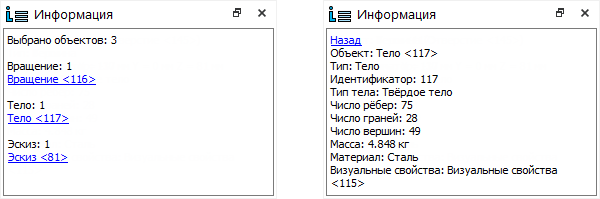 Информация
Выбрано объектов: 3
Вращение: 1
Вращение <116>
Тело: 1
Тело <117>
Эскиз: 1
Эскиз <81>
Информация
Назад
Объект: Тело <117>
Тип: Тело
Идентификатор: 117
Тип тела: Твёрдое тело
Число рёбер: 75
Число граней: 28
Число вершин: 49
Масса: 4.848 кг
Материал: Сталь
Визуальные свойства: Визуальные свойства
<115>